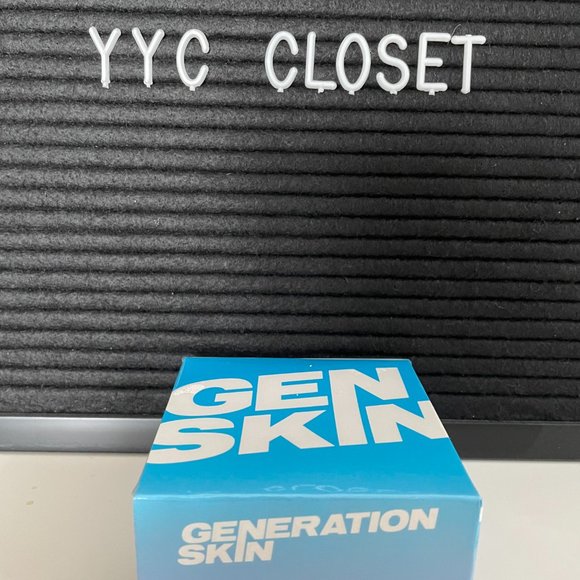 YYC CLOSET
GEN
SKIN
GENERATION
SKIN